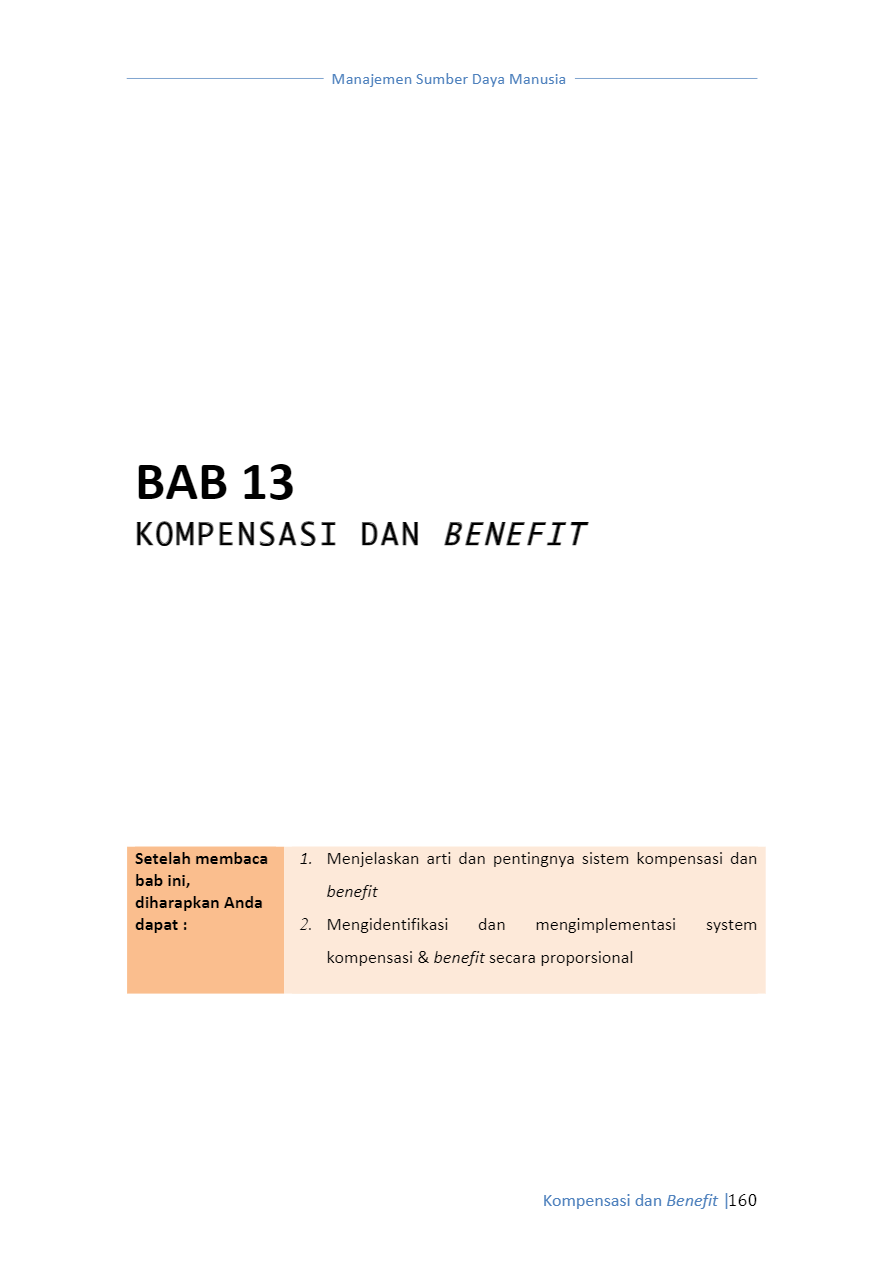 Manajemen Sumber Daya Manusia
BAB 13
KOMPENSASI DAN BENEFIT
Setelah membaca
bab ini,
diharapkan Anda
dapat :
1. Menjelaskan arti dan pentingnya sistem kompensasi dan
benefit
2. Mengidentifikasi dan mengimplementasi system
kompensasi & benefit secara proporsional
Kompensasi dan Benefit |160